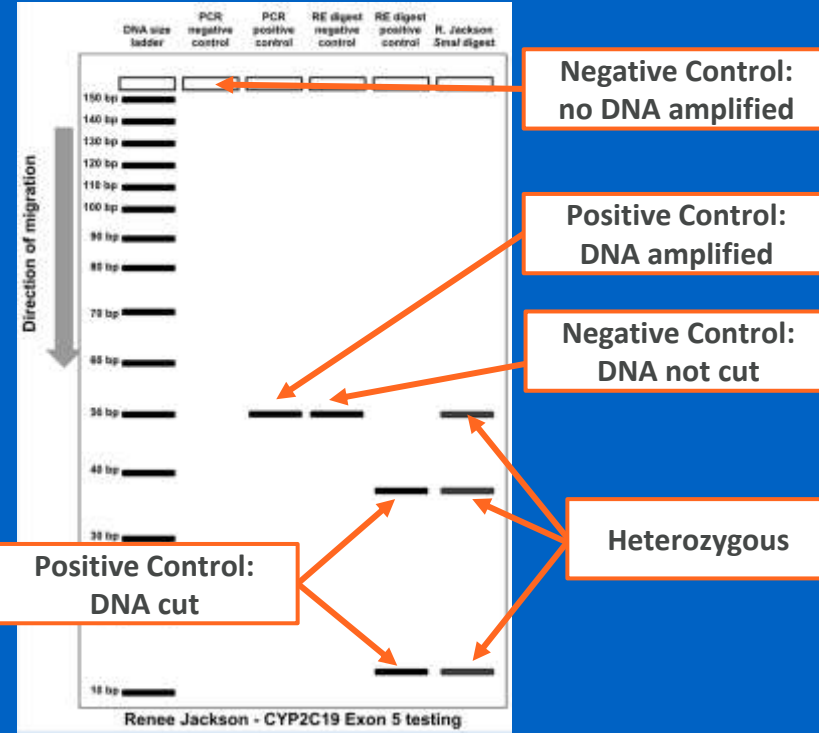 DNA size ladder
PCR negative control
PCR positive control
RE digest negative control
RE digest positive control
R. Jackson SmaI digest
Negative Control:
no DNA amplified
150 bp
140 bp
130 bp
120 bp
110 bp
100 bp
90 bp
80 bp
70 bp
Direction of migration
Positive Control:
DNA amplified
Negative Control:
DNA not cut
60 bp
50 bp
40 bp
30 bp
Heterozygous
Positive Control:
DNA cut
10 bp
Renee Jackson - CYP2C19 Exon 5 testing